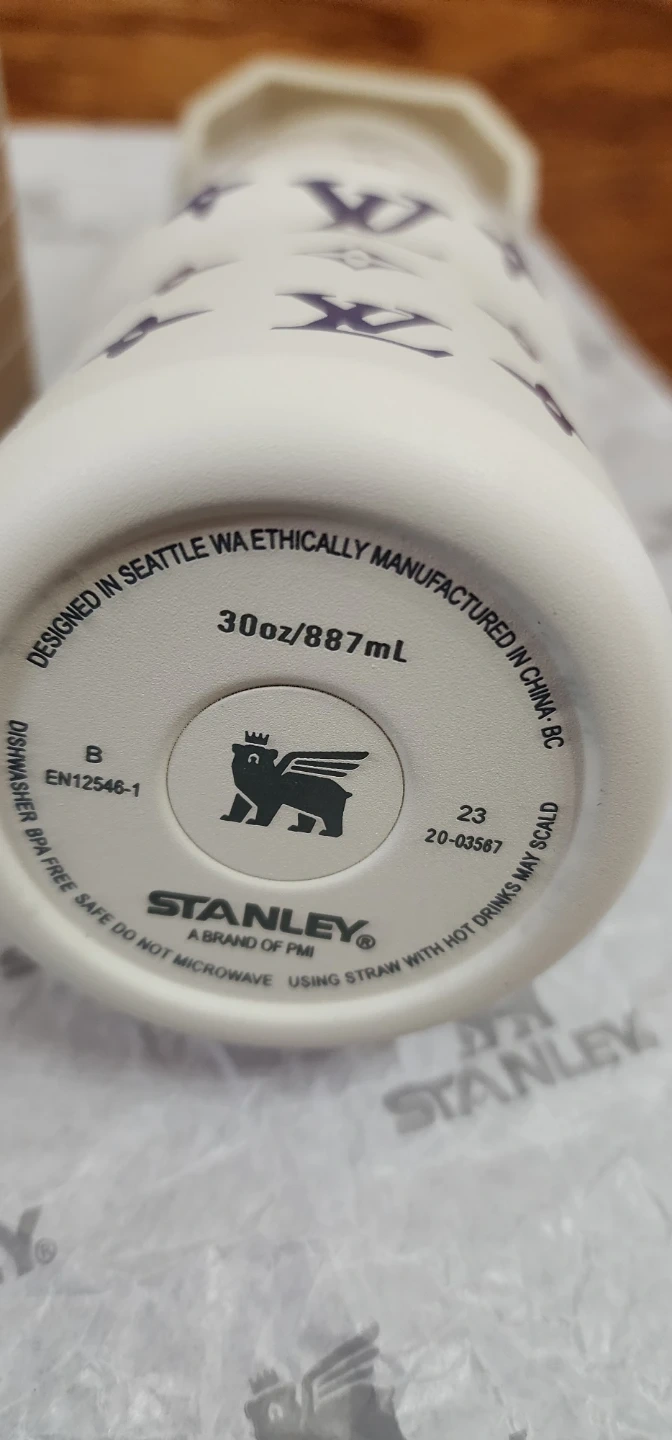 DESIGNED IN SEATTLE WA ETHICALLY MANUFACTURED IN CHINA · BC
30oz/887mL
B
EN12546-1
23
20-03567
STANLEY®
A BRAND OF PMI
DISHWASHER BPA FREE SAFE DO NOT MICROWAVE USING STRAW WITH HOT DRINKS MAY SCALD
STANLEY®
Y®